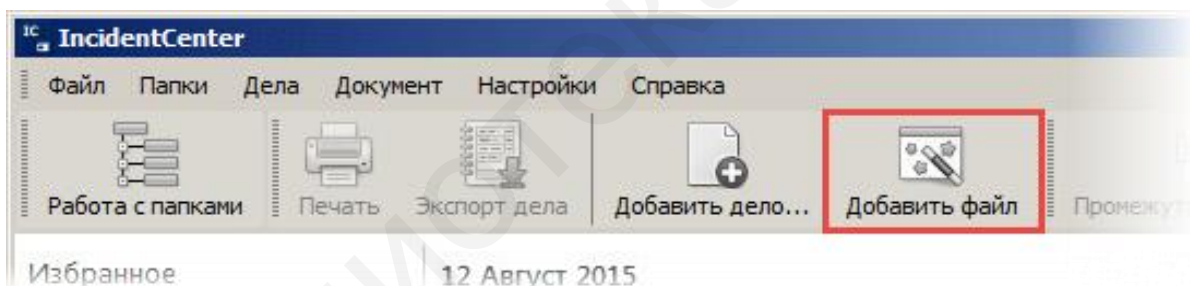 IC IncidentCenter
Файл Папки Дела Документ Настройки Справка
Работа с папками Печать Экспорт дела Добавить дело... Добавить файл
Избранное 12 Август 2015